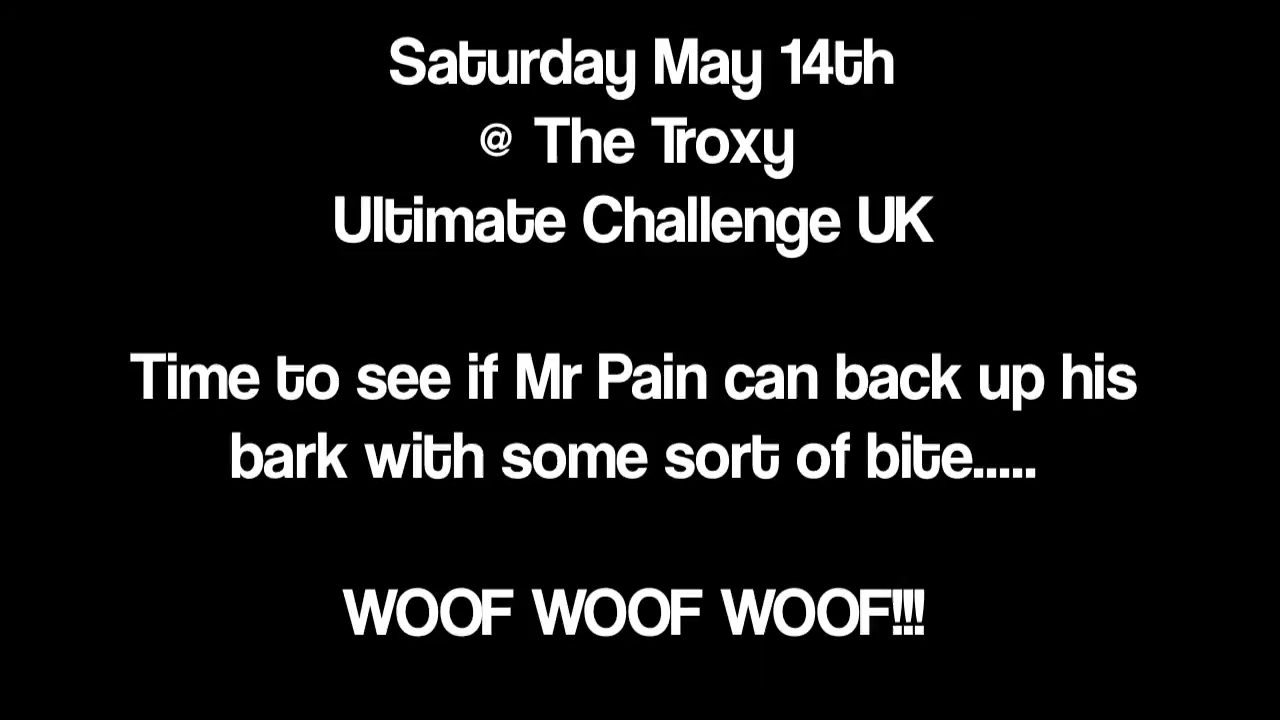 Saturday May 14th
@ The Troxy
Ultimate Challenge UK
Time to see if Mr Pain can back up his
bark with some sort of bite.....
WOOF WOOF WOOF!!!